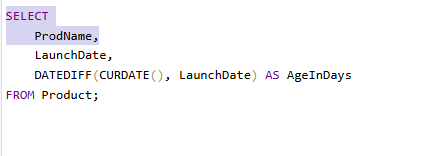 SELECT
ProdName,
LaunchDate,
DATEDIFF(CURDATE(), LaunchDate) AS AgeInDays
FROM Product;